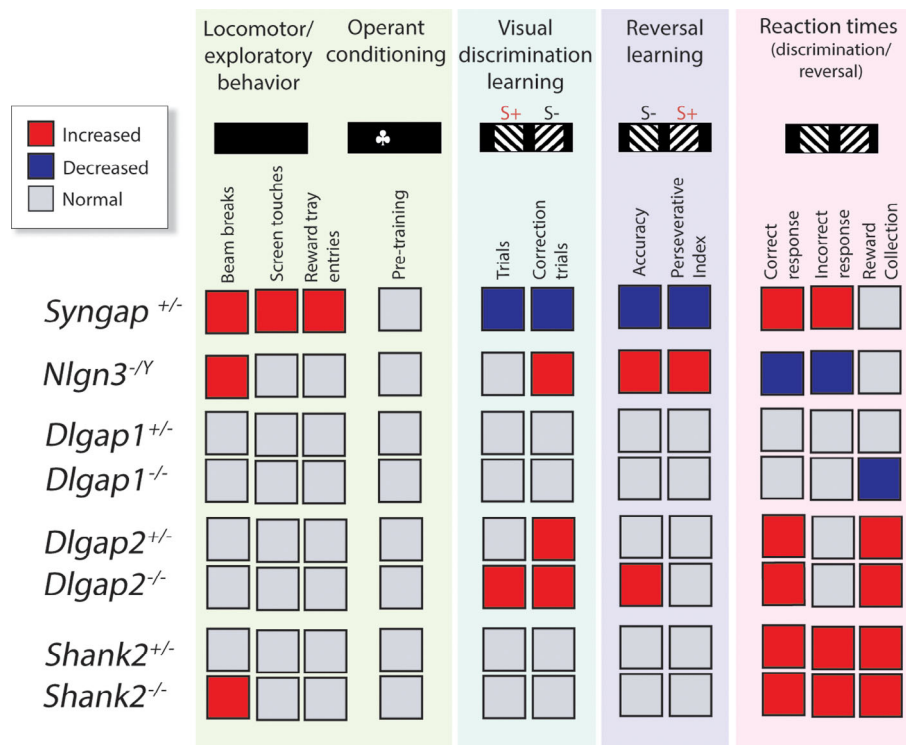 Locomotor/
exploratory
behavior
Operant
conditioning
Visual
discrimination
learning
Reversal
learning
Reaction times
(discrimination/
reversal)
S+ S-
S- S+
Increased
Decreased
Normal
Beam breaks
Screen touches
Reward tray
entries
Pre-training
Trials
Correction
trials
Accuracy
Perseverative
Index
Correct
response
Incorrect
response
Reward
Collection
Syngap +/-
Nlgn3-/Y
Dlgap1+/-
Dlgap1-/-
Dlgap2+/-
Dlgap2-/-
Shank2+/-
Shank2-/-